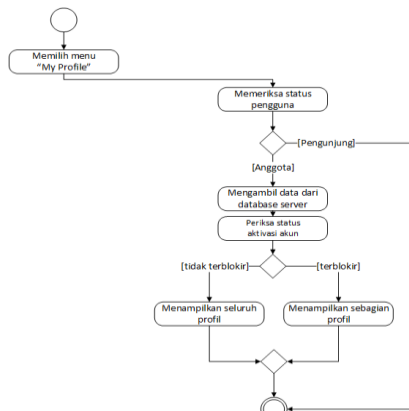 Memilih menu
“My Profile”
Memeriksa status
pengguna
[Pengunjung]
[Anggota]
Mengambil data dari
database server
Periksa status
aktivasi akun
[tidak terblokir]
[terblokir]
Menampilkan seluruh
profil
Menampilkan sebagian
profil